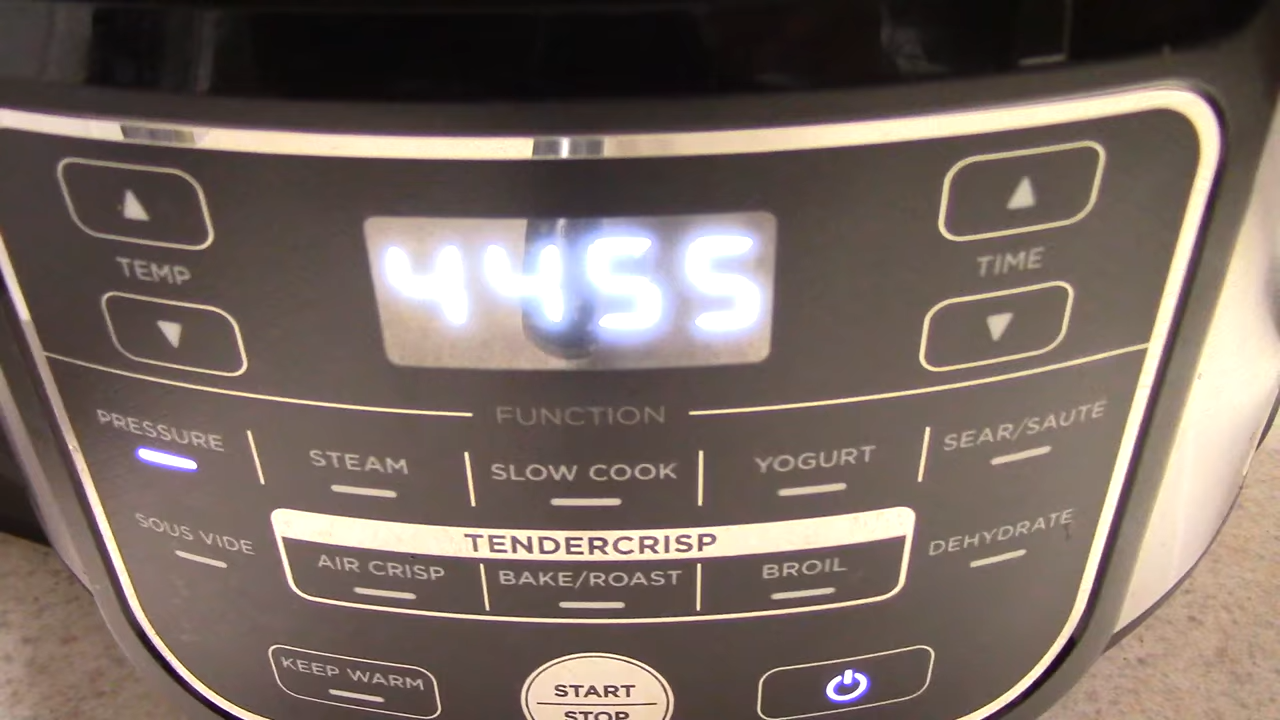 4455
TEMP
TIME
FUNCTION
PRESSURE
STEAM
SLOW COOK
YOGURT
SEAR/SAUTE
SOUS VIDE
TENDERCRISP
DEHYDRATE
AIR CRISP
BAKE/ROAST
BROIL
KEEP WARM
START
STOP